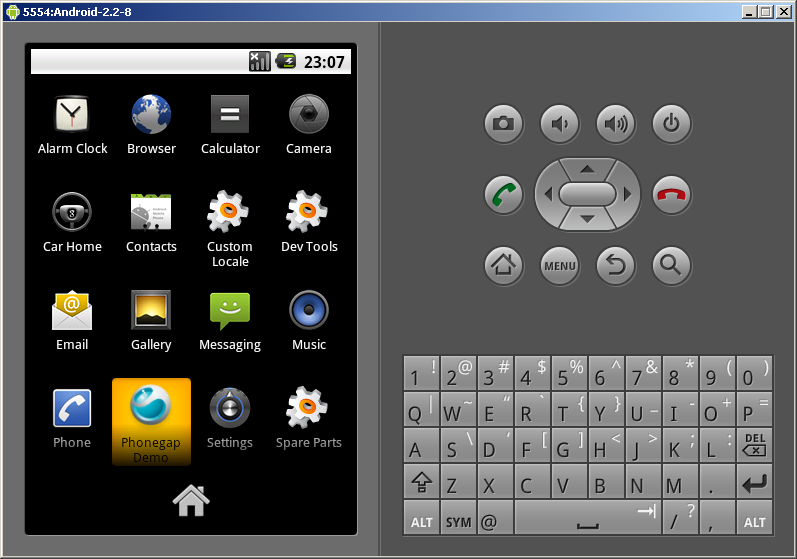 5554:Android-2.2-8
23:07
Alarm Clock Browser Calculator Camera
Car Home Contacts Custom Dev Tools
Locale
Email Gallery Messaging Music
Phone Phonegap Settings Spare Parts
Demo
MENU
1 ! 2 @ 3 # 4 $ 5 % 6 ^ 7 & 8 * 9 ( 0 )
Q | W ~ E “ R ` T { Y } U _ I - O + P =
A S \ D ‘ F [ G ] H < J > K ; L : DEL
Z X C V B N M .
ALT SYM @ / ? , ALT